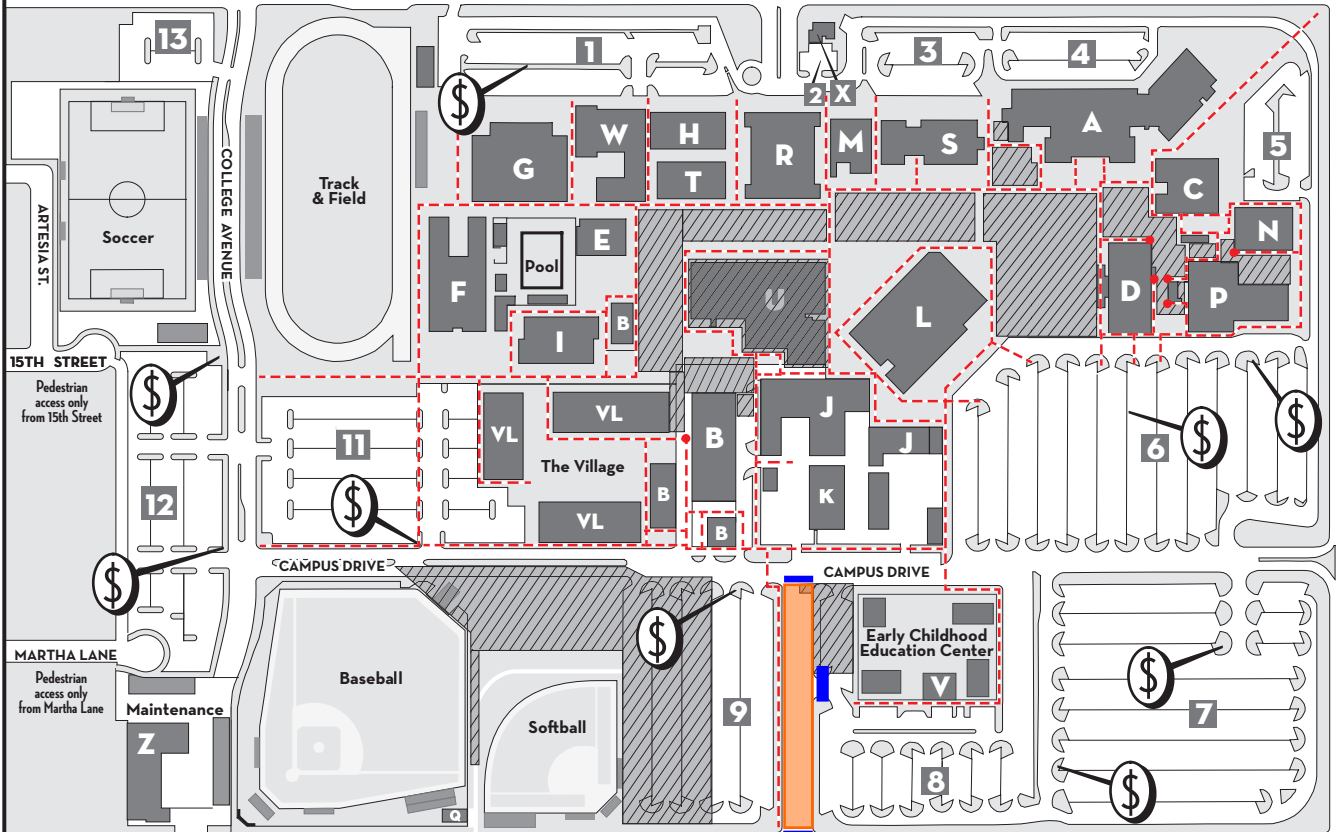 13
1
2
X
3
4
5
$
G
W
H
T
R
M
S
A
C
N
D
P
COLLEGE AVENUE
ARTESIA ST.
Soccer
Track
& Field
F
Pool
E
I
B
U
L
15TH STREET
Pedestrian
access only
from 15th Street
$
11
VL
VL
The Village
VL
B
B
B
J
J
K
6
$
$
12
$
$
CAMPUS DRIVE
CAMPUS DRIVE
MARTHA LANE
Pedestrian
access only
from Martha Lane
Maintenance
Z
Baseball
Q
Softball
$
9
Early Childhood
Education Center
V
8
$
7
$